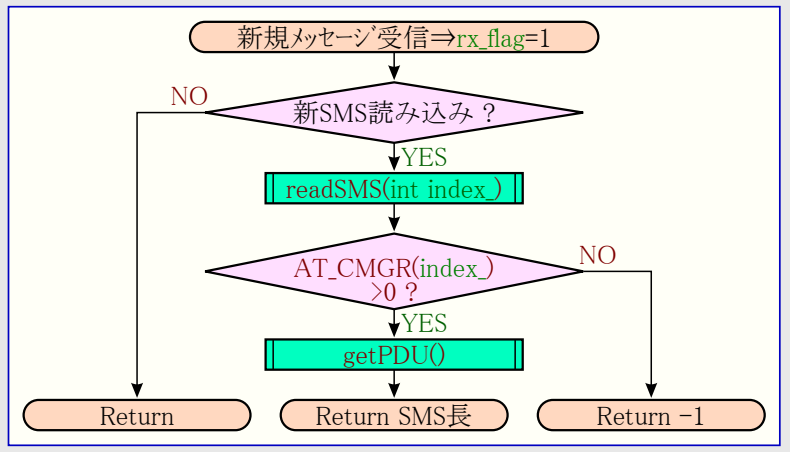 新規メッセージ受信⇒rx_flag=1
NO
新SMS読み込み？
YES
readSMS(int index_)
NO
AT_CMGR(index_)
>0 ?
YES
getPDU()
Return
Return SMS長
Return -1